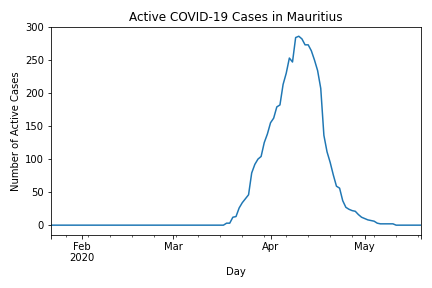 Active COVID-19 Cases in Mauritius
300
250
200
150
100
50
0
Number of Active Cases
Feb
2020
Mar
Apr
May
Day